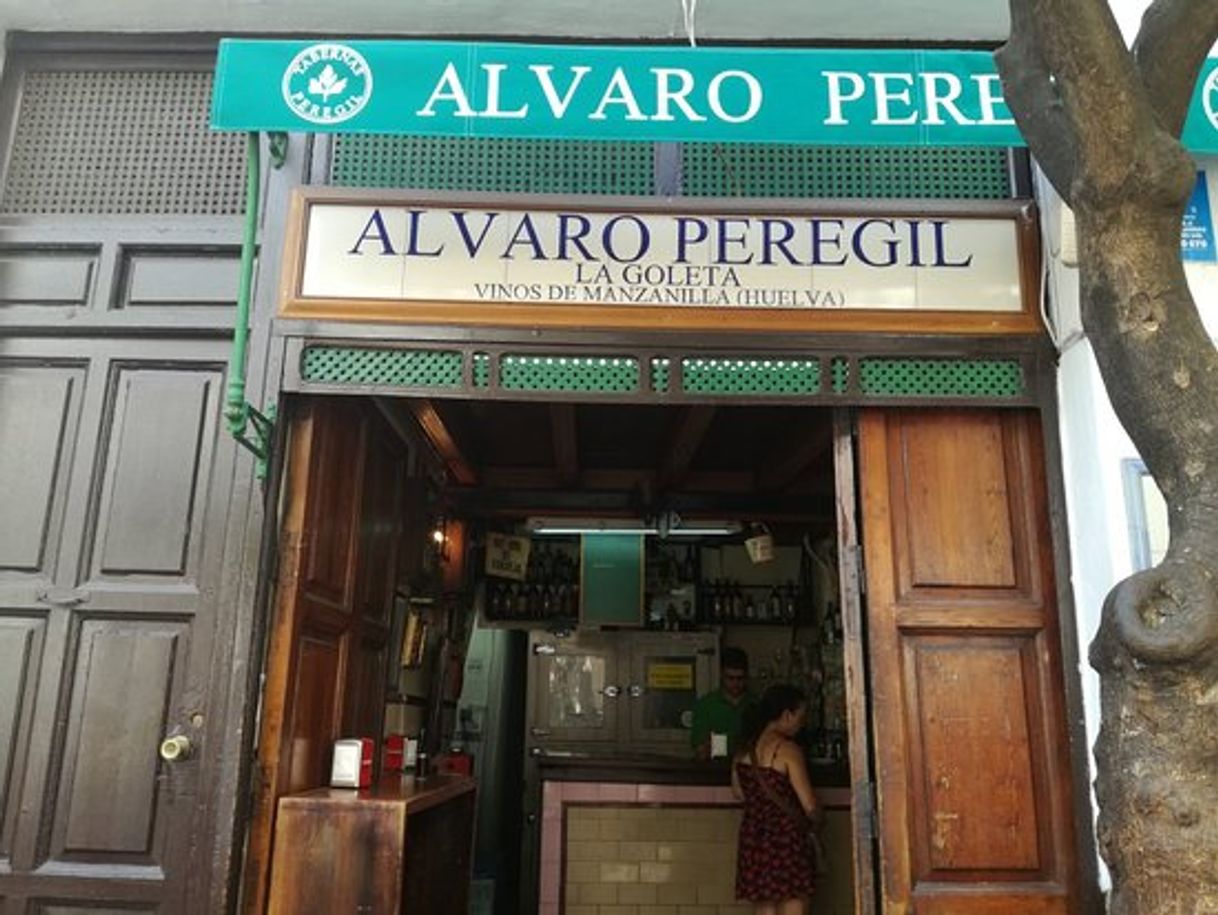 TABERNAS PEREGIL
ALVARO PERE
ALVARO PEREGIL
LA GOLETA
VINOS DE MANZANILLA (HUELVA)